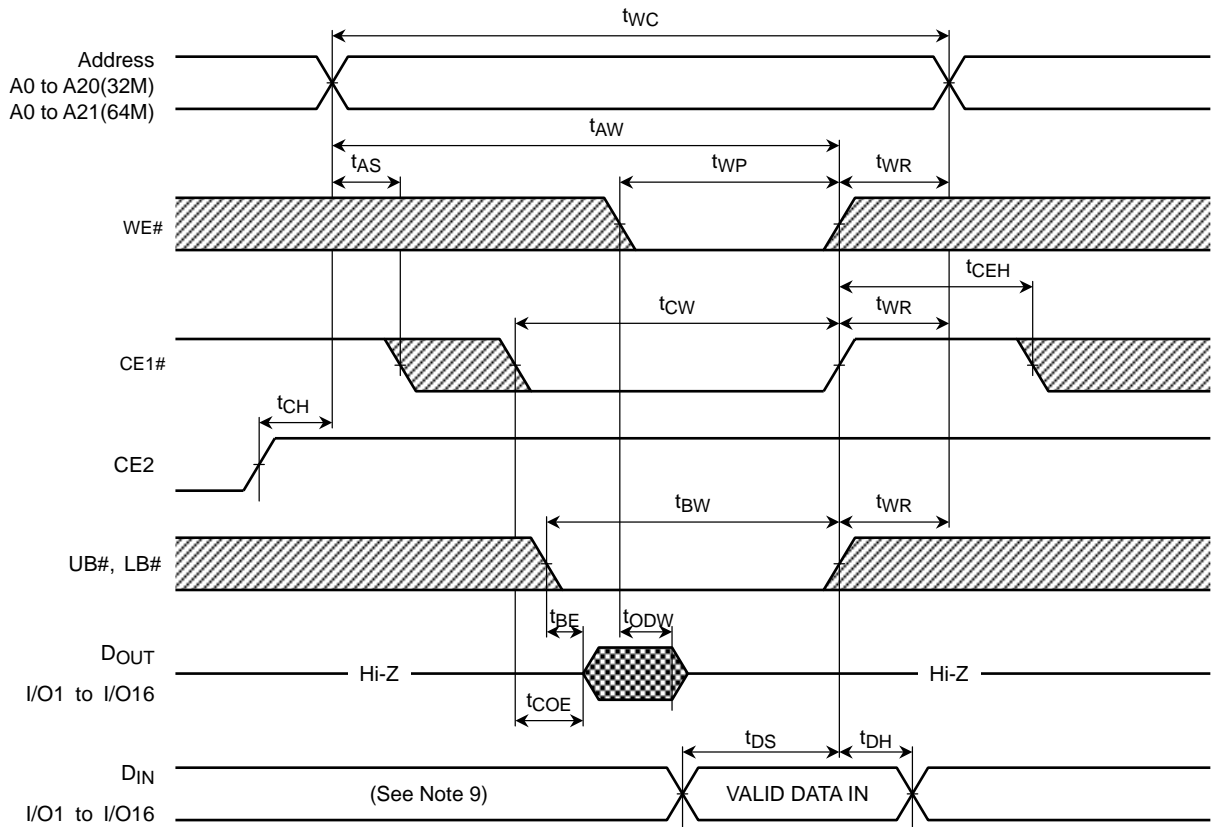 tWC
Address
A0 to A20(32M)
A0 to A21(64M)
tAW
tAS
tWP
tWR
WE#
tCEH
tCW
tWR
CE1#
tCH
CE2
tBW
tWR
UB#, LB#
tBE
tODW
DOUT
Hi-Z
Hi-Z
I/O1 to I/O16
tCOE
tDS
tDH
DIN
(See Note 9)
VALID DATA IN
I/O1 to I/O16